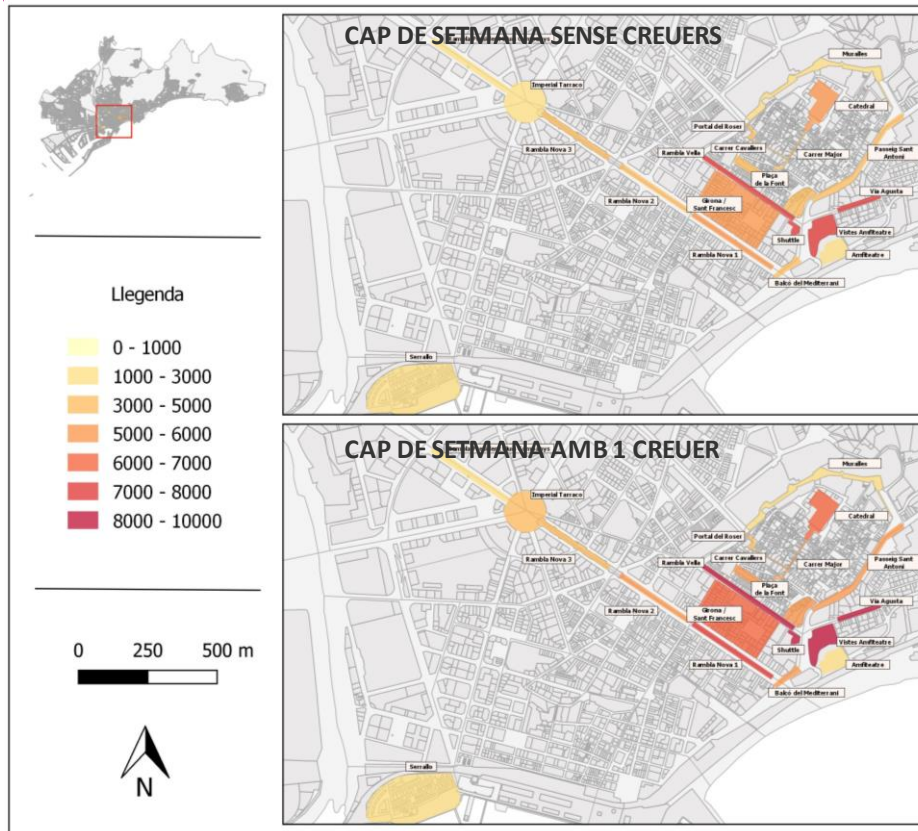 CAP DE SETMANA SENSE CREUERS
Muralles
Imperial Tarraco
Catedral
Portal del Roser
Rambla Nova 3
Rambla Vella
Carrer Cavallers
Carrer Major
Passeig Sant
Antoni
Plaça
de la Font
Via Agusta
Rambla Nova 2
Girona /
Sant Francesc
Vistes Amfiteatre
Shuttle
Rambla Nova 1
Amfiteatre
Balcó del Mediterrani
Serrallo
Llegenda
0 - 1000
1000 - 3000
3000 - 5000
5000 - 6000
6000 - 7000
7000 - 8000
8000 - 10000
0 250 500 m
N
CAP DE SETMANA AMB 1 CREUER
Muralles
Imperial Tarraco
Catedral
Portal del Roser
Rambla Nova 3
Rambla Vella
Carrer Cavallers
Carrer Major
Passeig Sant
Antoni
Plaça
de la Font
Via Agusta
Rambla Nova 2
Girona /
Sant Francesc
Vistes Amfiteatre
Shuttle
Rambla Nova 1
Amfiteatre
Balcó del Mediterrani
Serrallo